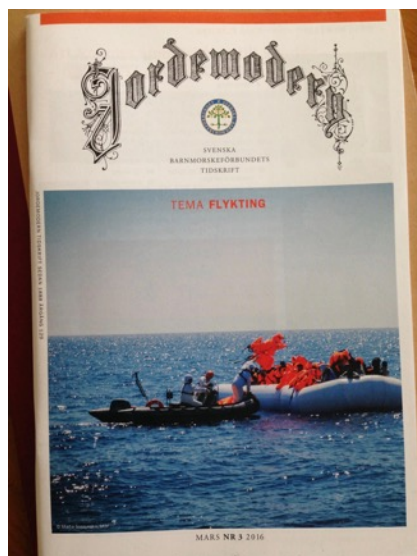 Jordemodern
SVENSKA
BARNMORSKEFÖRBUNDETS
TIDSKRIFT
TEMA FLYKTING
MARS NR 3 2016